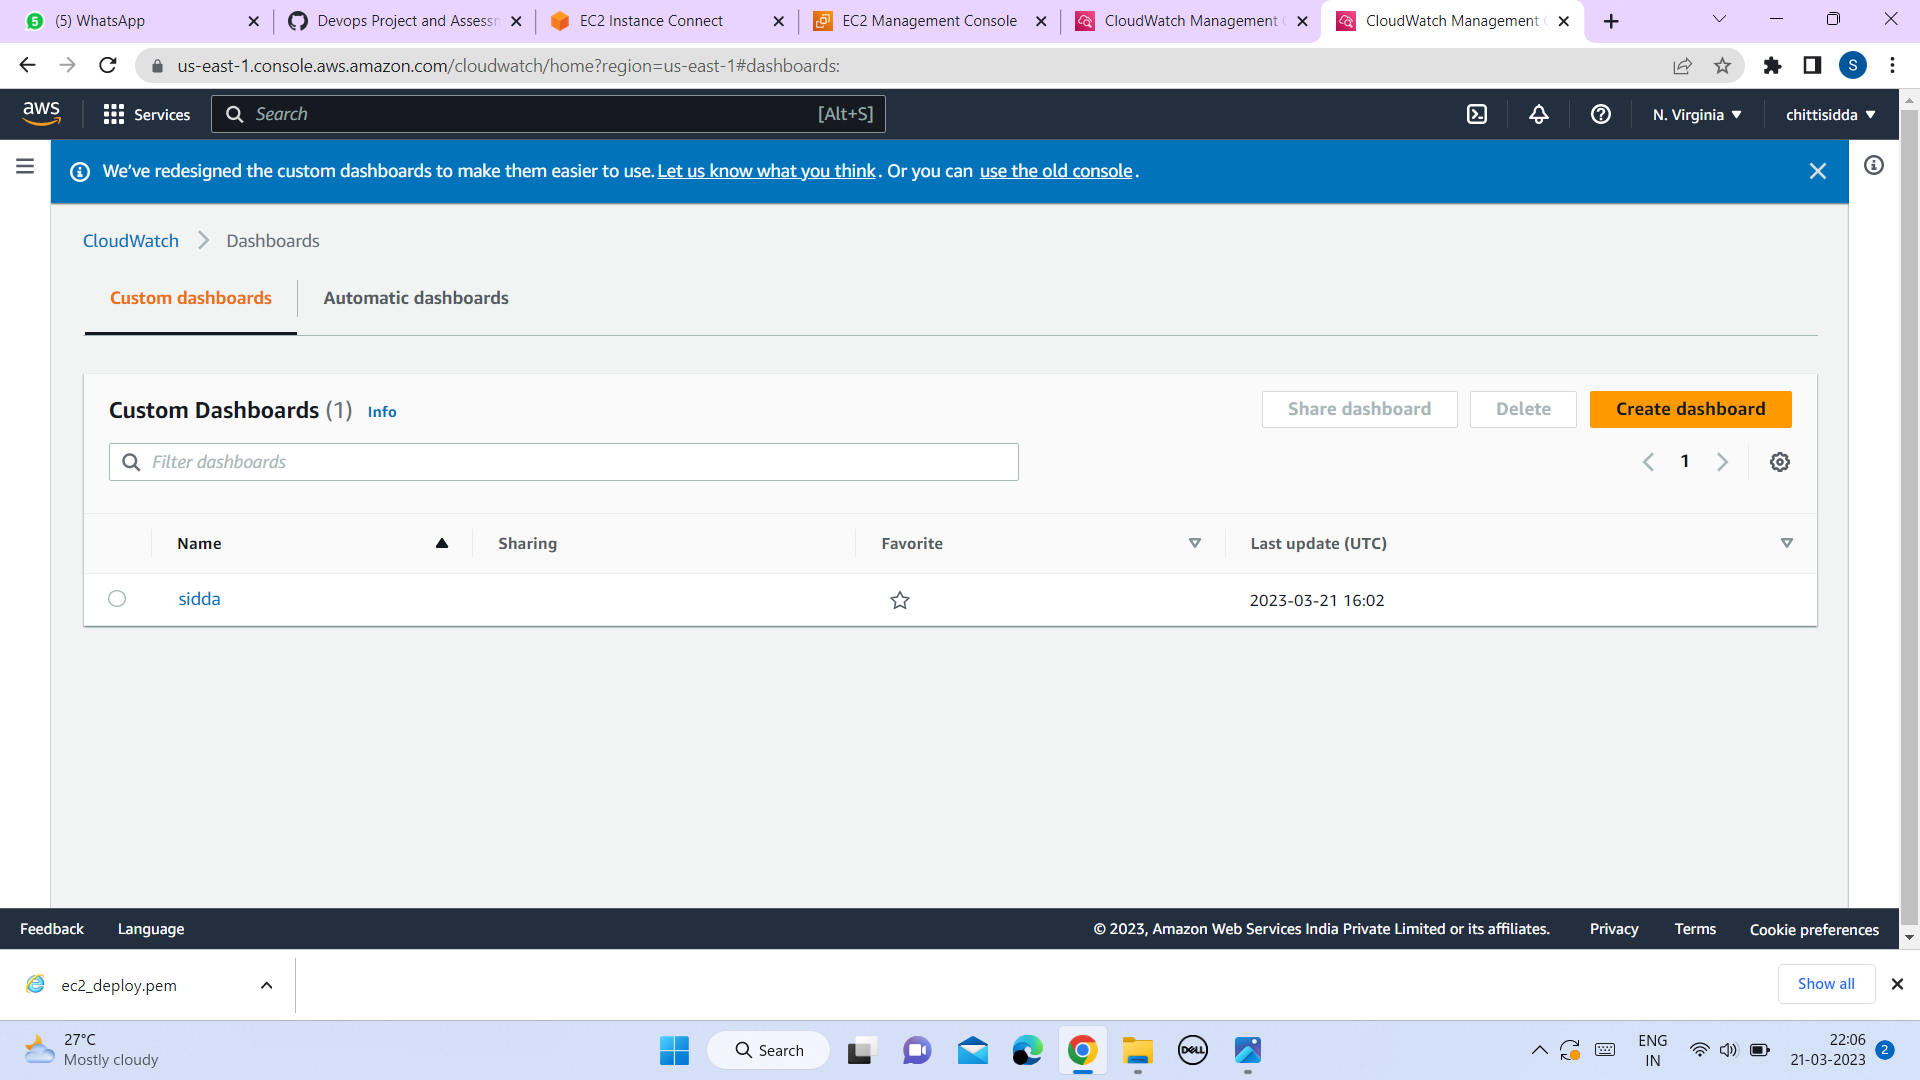 (5) WhatsApp
Devops Project and Assessm
EC2 Instance Connect
EC2 Management Console
CloudWatch Management C
CloudWatch Management C
us-east-1.console.aws.amazon.com/cloudwatch/home?region=us-east-1#dashboards:
S
aws
Services
Search
[Alt+S]
N. Virginia
chittisidda
We've redesigned the custom dashboards to make them easier to use. Let us know what you think. Or you can use the old console.
CloudWatch
Dashboards
Custom dashboards
Automatic dashboards
Custom Dashboards (1)
Info
Share dashboard
Delete
Create dashboard
Filter dashboards
1
Name
Sharing
Favorite
Last update (UTC)
sidda
2023-03-21 16:02
Feedback
Language
© 2023, Amazon Web Services India Private Limited or its affiliates.
Privacy
Terms
Cookie preferences
ec2_deploy.pem
Show all
27°C
Mostly cloudy
Search
DELL
ENG
IN
22:06
21-03-2023
2